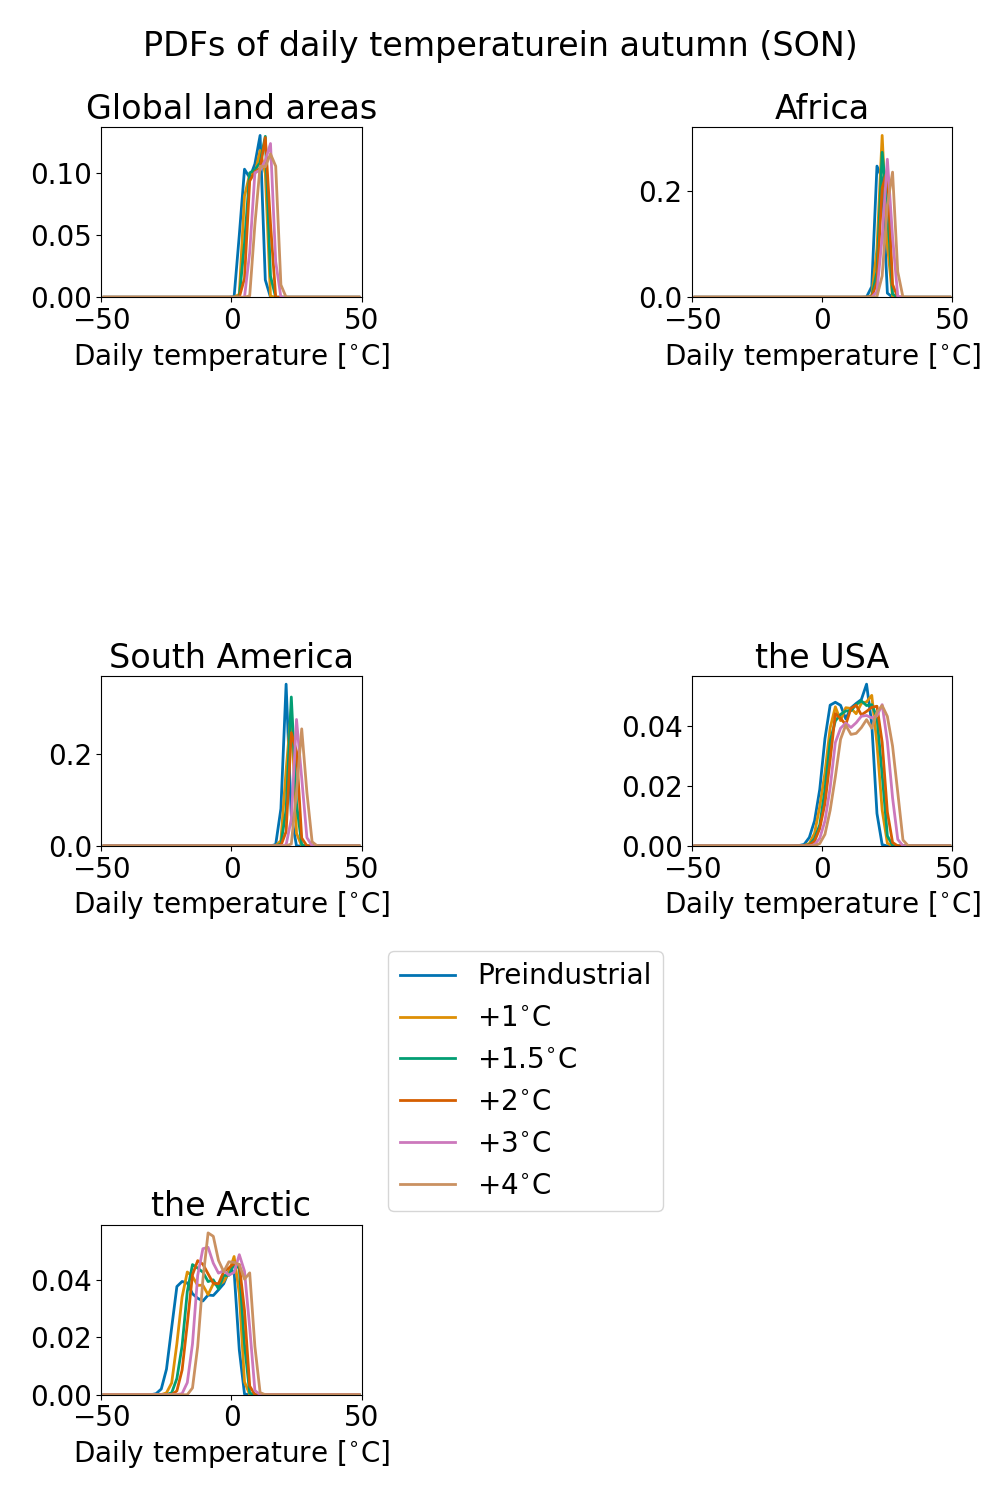 PDFs of daily temperaturein autumn (SON)
Global land areas
0.10
0.05
0.00
−50 0 50
Daily temperature [°C]
Africa
0.2
0.0
−50 0 50
Daily temperature [°C]
South America
0.2
0.0
−50 0 50
Daily temperature [°C]
the USA
0.04
0.02
0.00
−50 0 50
Daily temperature [°C]
Preindustrial
+1°C
+1.5°C
+2°C
+3°C
+4°C
the Arctic
0.04
0.02
0.00
−50 0 50
Daily temperature [°C]